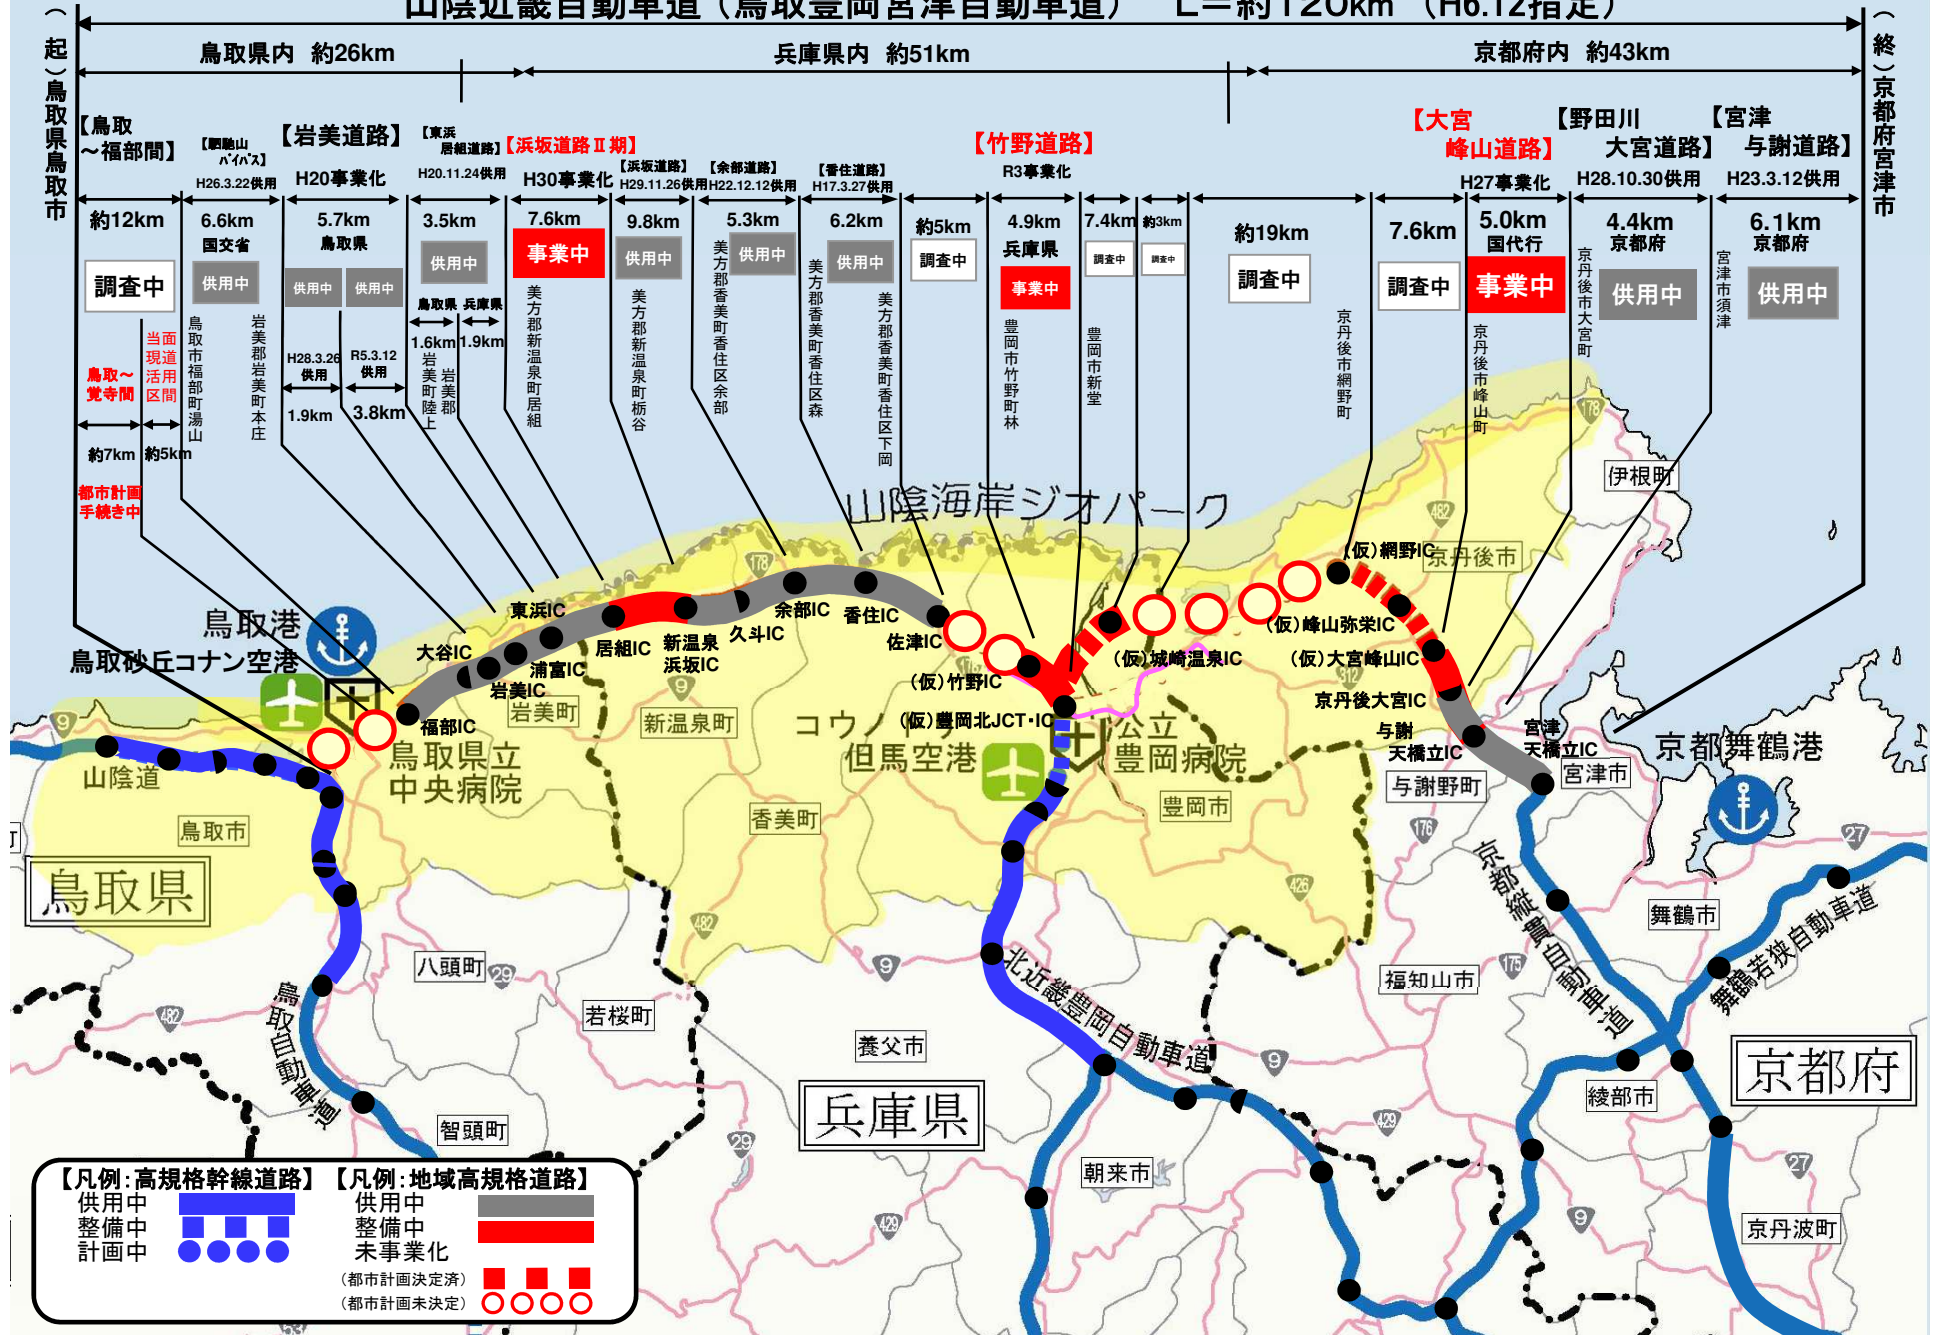 山陰近畿自動車道（鳥取豊岡宮津自動車道）　L=約120km　（H6.12指定）
（起）鳥取県鳥取市
（終）京都府宮津市
鳥取県内　約26km
兵庫県内　約51km
京都府内　約43km
【鳥取
～福部間】
【駟馳山
バイパス】
H26.3.22供用
【岩美道路】
H20事業化
【東浜
居組道路】
H20.11.24供用
【浜坂道路Ⅱ期】
H30事業化
【浜坂道路】
H29.11.26供用
【余部道路】
H22.12.12供用
【香住道路】
H17.3.27供用
【竹野道路】
R3事業化
【大宮
峰山道路】
H27事業化
【野田川
大宮道路】
H28.10.30供用
【宮津
与謝道路】
H23.3.12供用
約12km
6.6km
国交省
5.7km
鳥取県
3.5km
7.6km
9.8km
5.3km
6.2km
約5km
4.9km
兵庫県
7.4km
約3km
約19km
7.6km
5.0km
国代行
4.4km
京都府
6.1km
京都府
調査中
供用中
供用中
供用中
供用中
事業中
供用中
供用中
供用中
調査中
事業中
調査中
調査中
調査中
調査中
事業中
供用中
供用中
鳥取県
兵庫県
1.6km
1.9km
H28.3.26
供用
R5.3.12
供用
1.9km
3.8km
鳥取～
覚寺間
当面
現道
活用
区間
約7km
約5km
都市計画
手続き中
鳥取市福部町湯山
岩美郡岩美町本庄
岩美郡
岩美町陸上
美方郡新温泉町居組
美方郡新温泉町栃谷
美方郡香美町香住区余部
美方郡香美町香住区森
美方郡香美町香住区下岡
豊岡市竹野町林
豊岡市新堂
京丹後市網野町
京丹後市峰山町
京丹後市大宮町
宮津市須津
山陰海岸ジオパーク
伊根町
178
482
京丹後市
(仮)網野IC
(仮)峰山弥栄IC
(仮)大宮峰山IC
312
京丹後大宮IC
与謝
天橋立IC
宮津
天橋立IC
宮津市
与謝野町
京都舞鶴港
鳥取港
鳥取砂丘コナン空港
大谷IC
東浜IC
浦富IC
岩美IC
居組IC
新温泉
浜坂IC
久斗IC
余部IC
香住IC
佐津IC
178
178
(仮)竹野IC
(仮)城崎温泉IC
(仮)豊岡北JCT・IC
福部IC
岩美町
新温泉町
9
9
コウノトリ
但馬空港
公立
豊岡病院
鳥取県立
中央病院
山陰道
鳥取市
香美町
豊岡市
176
27
鳥取県
426
482
京都縦貫自動車道
舞鶴市
舞鶴若狭自動車道
八頭町
29
9
北近畿豊岡自動車道
福知山市
175
482
若桜町
養父市
9
鳥取自動車道
兵庫県
京都府
綾部市
智頭町
29
429
朝来市
27
429
9
京丹波町
53
【凡例：高規格幹線道路】
供用中
整備中
計画中
【凡例：地域高規格道路】
供用中
整備中
未事業化
（都市計画決定済）
（都市計画未決定）